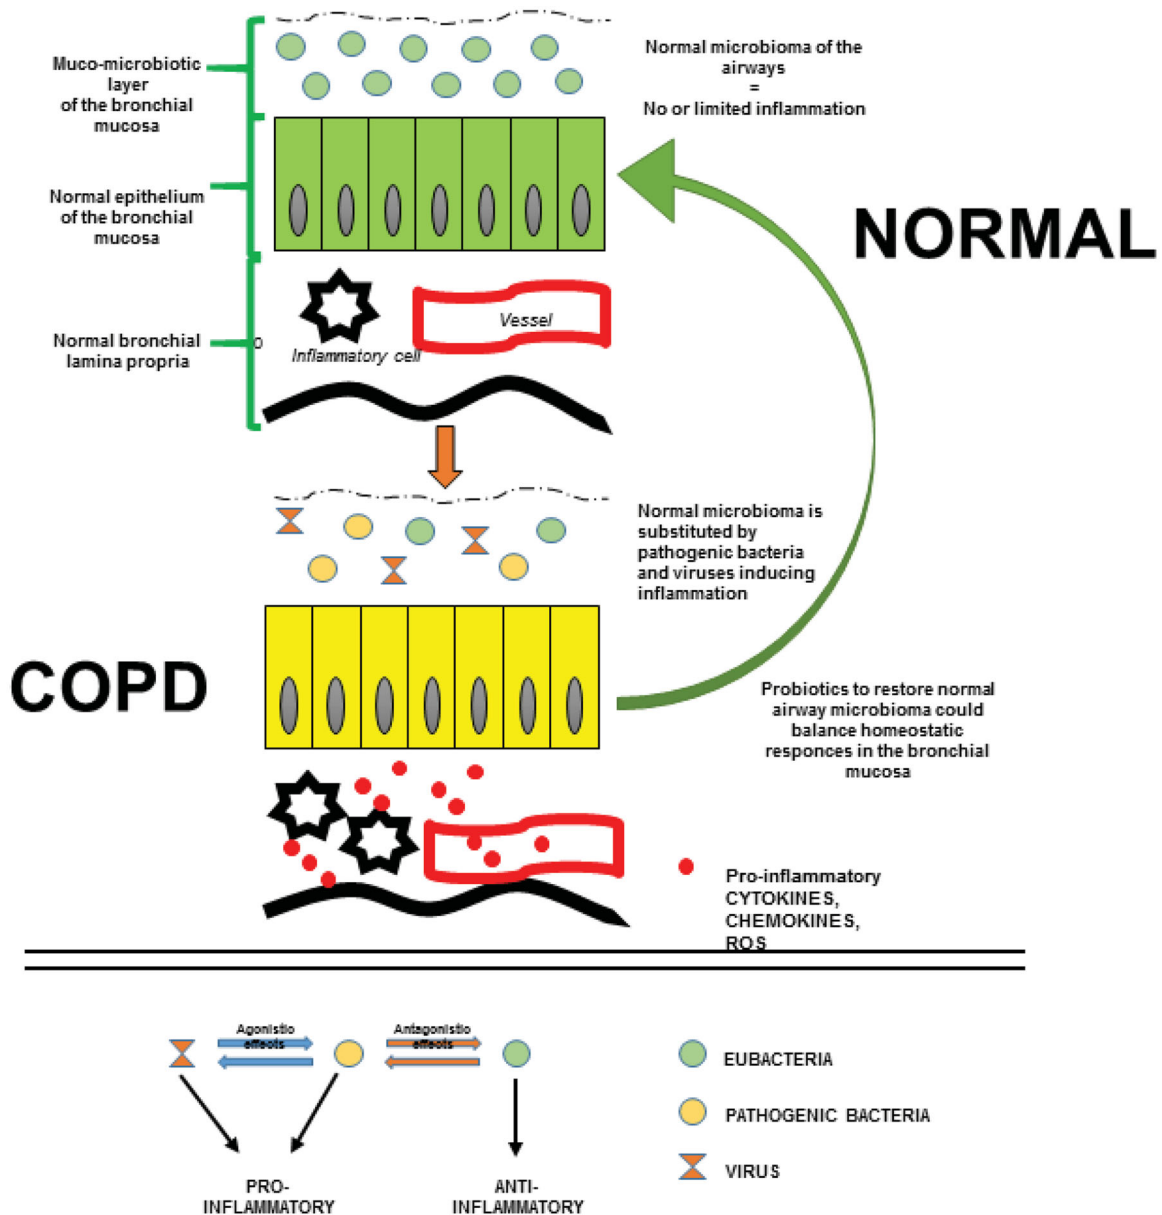 Muco-microbiotic
layer
of the bronchial
mucosa
Normal microbioma of the
airways
=
No or limited inflammation
Normal epithelium
of the bronchial
mucosa
NORMAL
Normal bronchial
lamina propria
o
Vessel
Inflammatory cell
Normal microbioma is
substituted by
pathogenic bacteria
and viruses inducing
inflammation
COPD
Probiotics to restore normal
airway microbioma could
balance homeostatic
responces in the bronchial
mucosa
Pro-inflammatory
CYTOKINES,
CHEMOKINES,
ROS
Agonistic
effects
Antagonistic
effects
EUBACTERIA
PATHOGENIC BACTERIA
VIRUS
PRO-
INFLAMMATORY
ANTI-
INFLAMMATORY